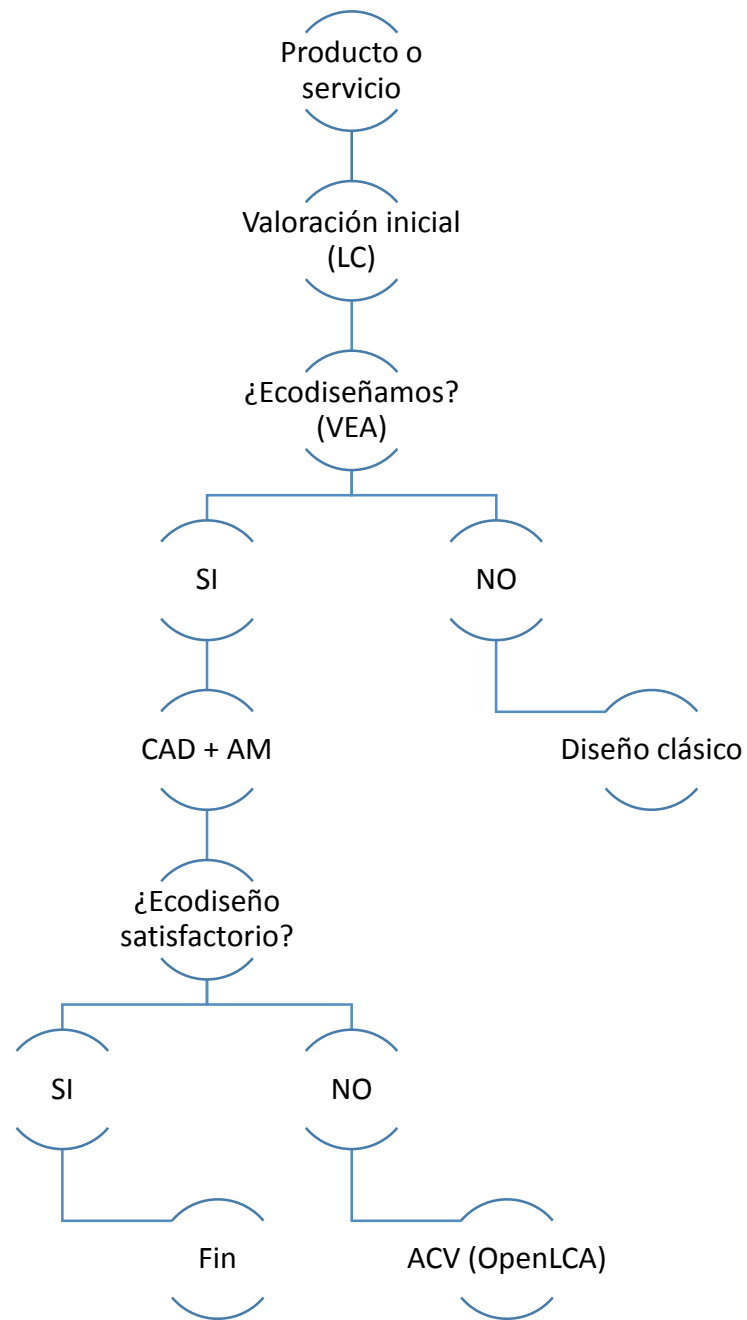 Producto o
servicio
Valoración inicial
(LC)
¿Ecodiseñamos?
(VEA)
SI
NO
CAD + AM
Diseño clásico
¿Ecodiseño
satisfactorio?
SI
NO
Fin
ACV (OpenLCA)